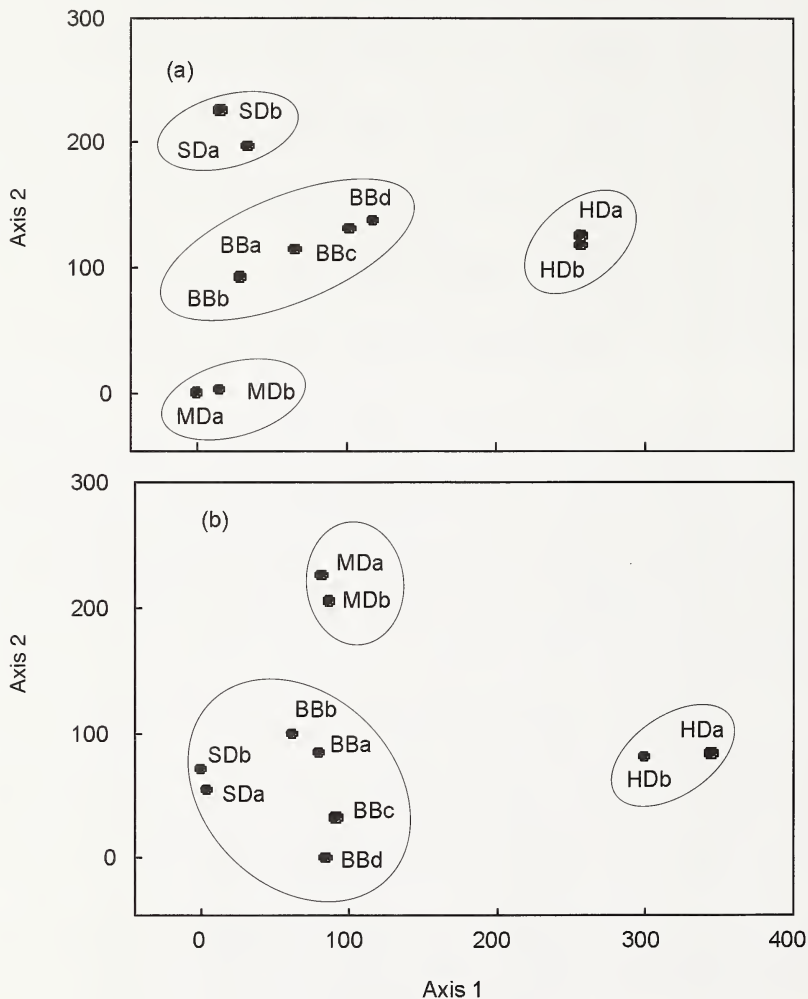 300
(a)
SDb
200
SDa
Axis 2
BBd
HDa
BBa
BBc
100
HDb
BBb
0
MDb
MDa
300
(b)
MDa
MDb
200
Axis 2
BBb
100
HDa
BBa
SDb
HDb
SDa
BBc
BBd
0
0 100 200 300 400
Axis 1